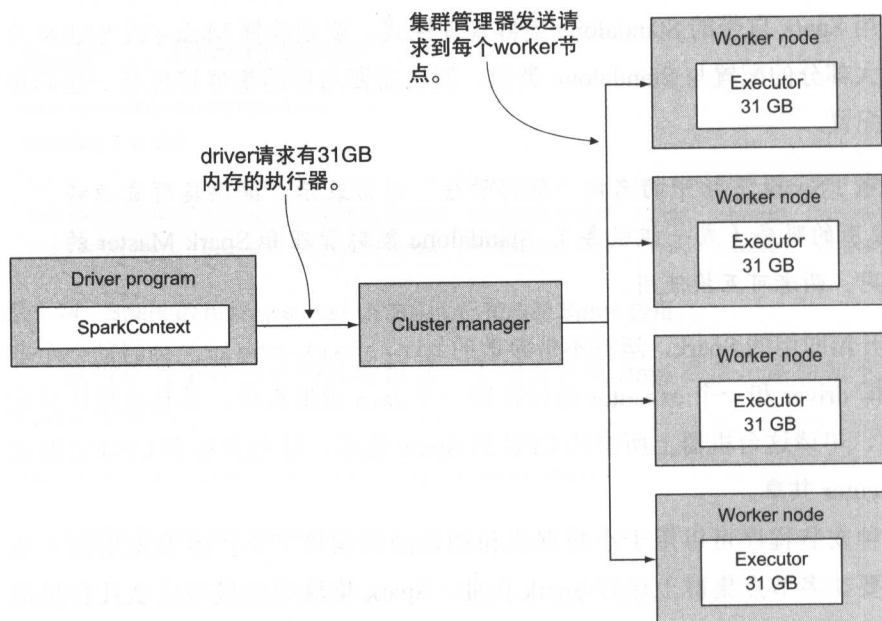 集群管理器发送请
求到每个worker节
点。
driver请求有31GB
内存的执行器。
Driver program
SparkContext
Cluster manager
Worker node
Executor
31 GB
Worker node
Executor
31 GB
Worker node
Executor
31 GB
Worker node
Executor
31 GB